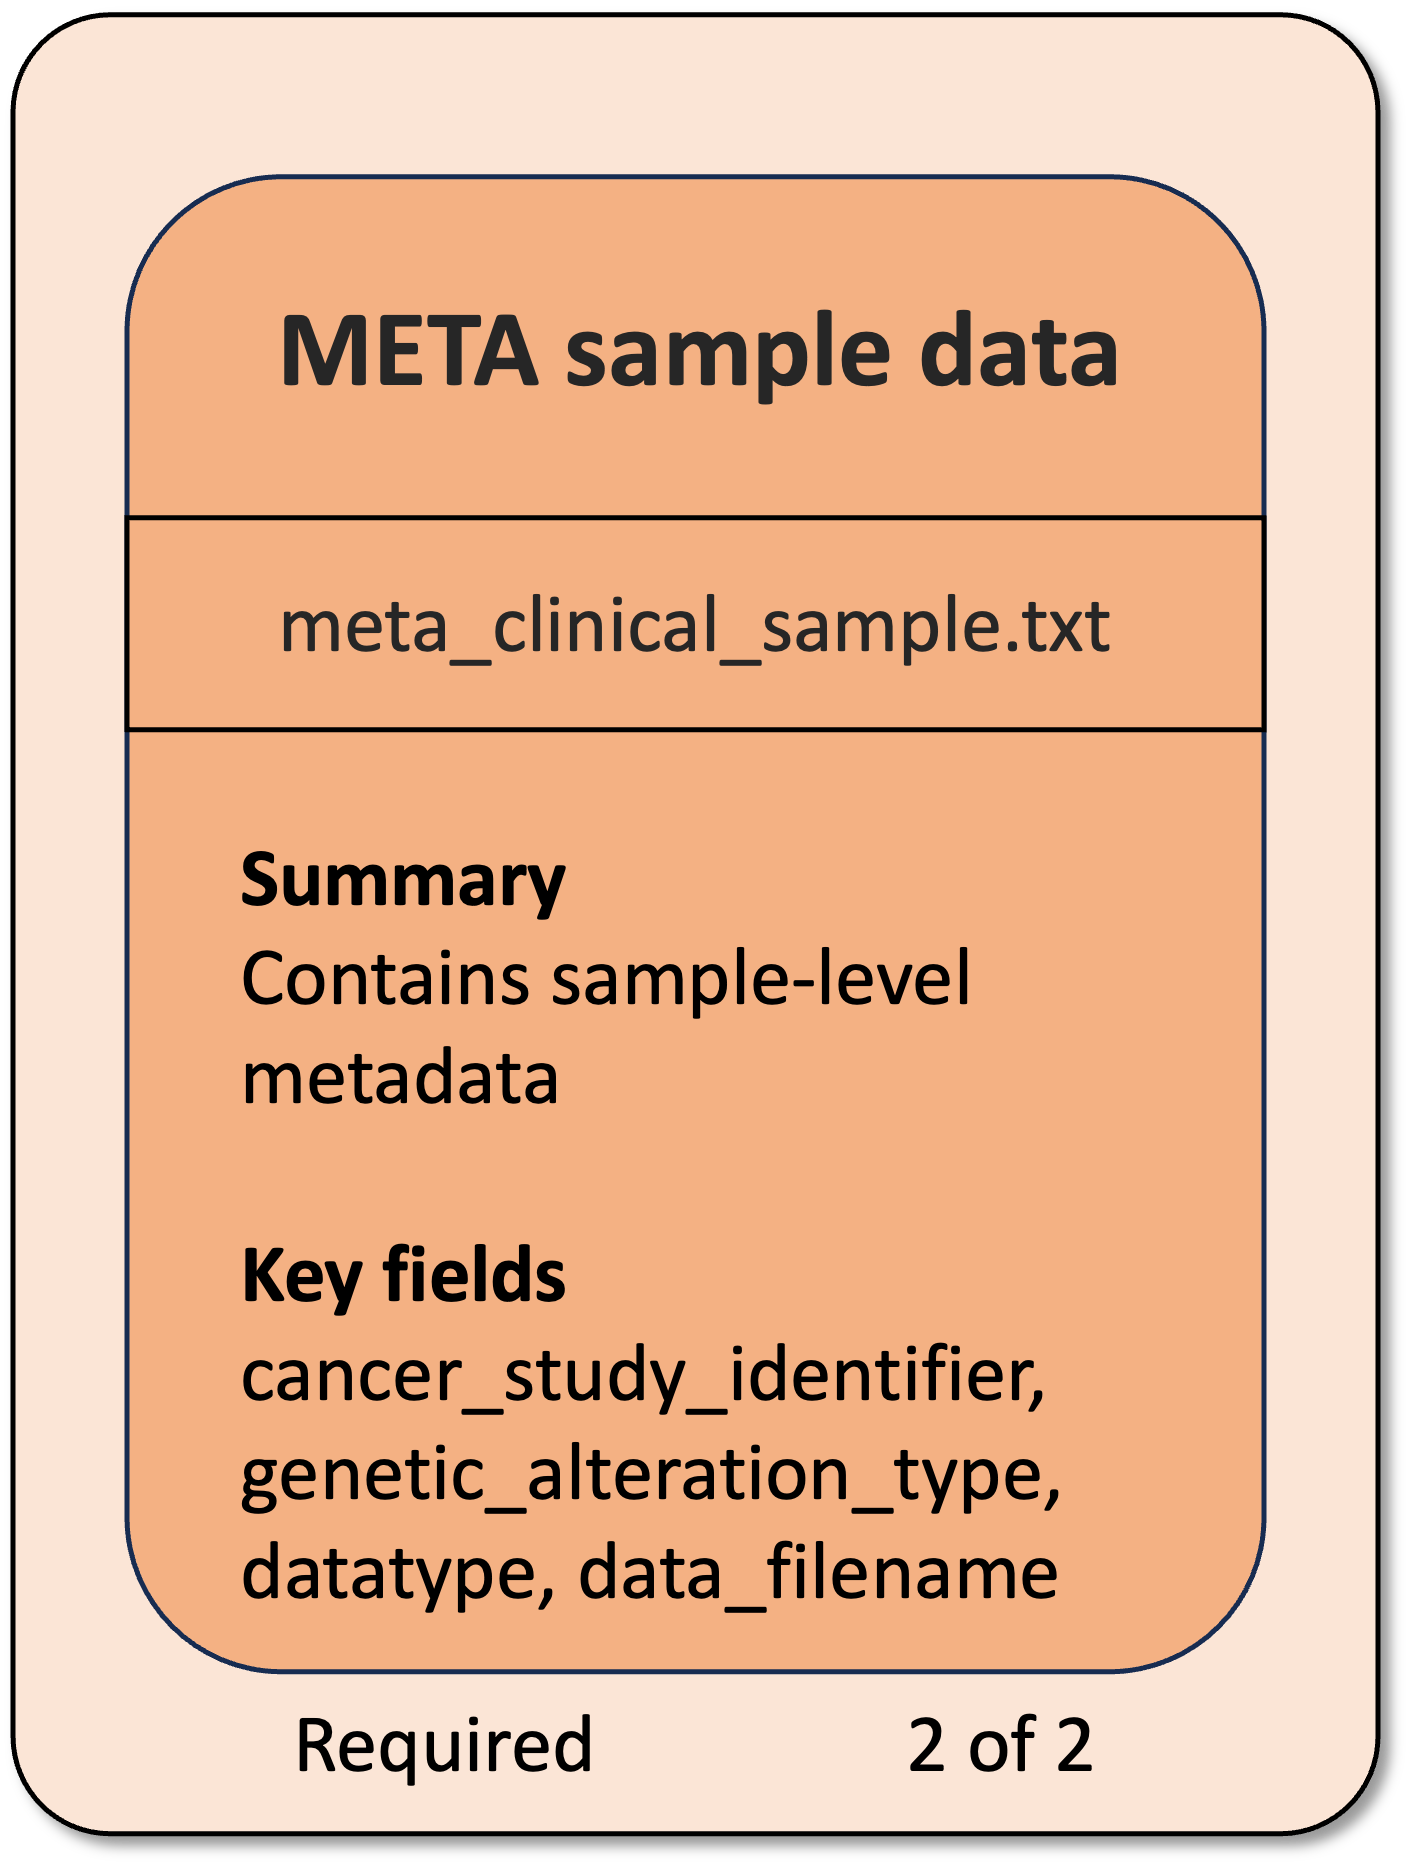 META sample data
meta_clinical_sample.txt
Summary
Contains sample-level
metadata
Key fields
cancer_study_identifier,
genetic_alteration_type,
datatype, data_filename
Required 2 of 2